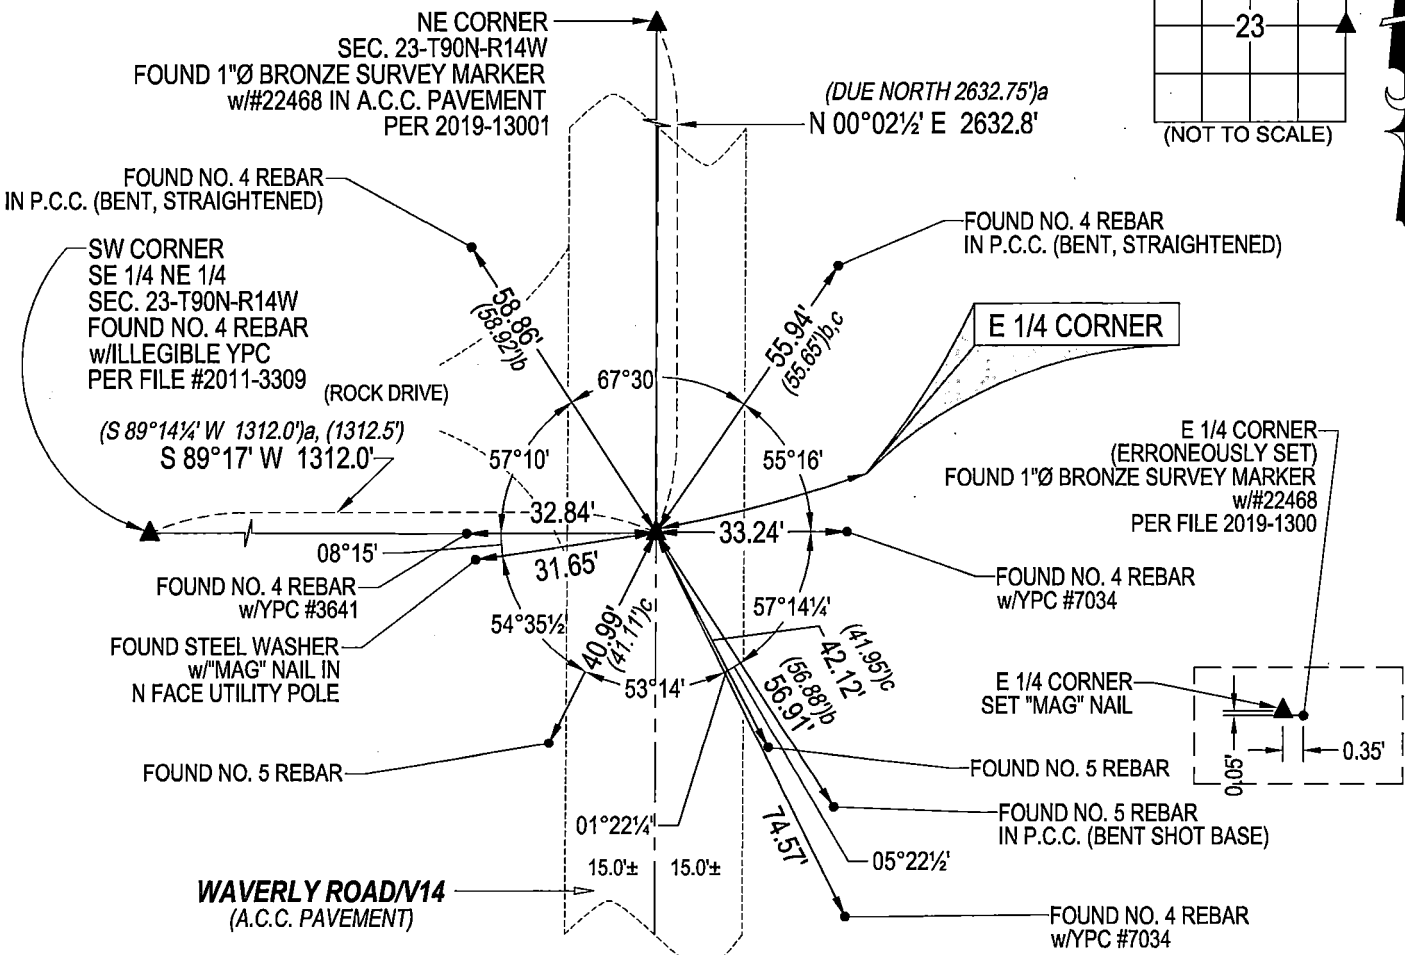 NE CORNER
SEC. 23-T90N-R14W
FOUND 1"Ø BRONZE SURVEY MARKER
w/#22468 IN A.C.C. PAVEMENT
PER 2019-13001
(DUE NORTH 2632.75')a
N 00°02½' E 2632.8'
23
(NOT TO SCALE)
FOUND NO. 4 REBAR
IN P.C.C. (BENT, STRAIGHTENED)
FOUND NO. 4 REBAR
IN P.C.C. (BENT, STRAIGHTENED)
SW CORNER
SE 1/4 NE 1/4
SEC. 23-T90N-R14W
FOUND NO. 4 REBAR
w/ILLEGIBLE YPC
PER FILE #2011-3309
(ROCK DRIVE)
(S 89°14¼' W 1312.0')a, (1312.5')
S 89°17' W 1312.0'
58.86'
(58.92')b
67°30
55.94'
(55.65')b,c
E 1/4 CORNER
57°10'
55°16'
E 1/4 CORNER
(ERRONEOUSLY SET)
FOUND 1"Ø BRONZE SURVEY MARKER
w/#22468
PER FILE 2019-1300
32.84'
33.24'
08°15'
31.65'
FOUND NO. 4 REBAR
w/YPC #3641
FOUND NO. 4 REBAR
w/YPC #7034
54°35½'
40.99'
(41.11')c
57°14¼'
(41.95')c
42.12'
(56.88')b
56.91'
FOUND STEEL WASHER
w/"MAG" NAIL IN
N FACE UTILITY POLE
53°14'
E 1/4 CORNER
SET "MAG" NAIL
0.05'
0.35'
FOUND NO. 5 REBAR
FOUND NO. 5 REBAR
FOUND NO. 5 REBAR
IN P.C.C. (BENT SHOT BASE)
01°22¼'
74.57'
05°22½'
15.0'±
15.0'±
WAVERLY ROAD/V14
(A.C.C. PAVEMENT)
FOUND NO. 4 REBAR
w/YPC #7034